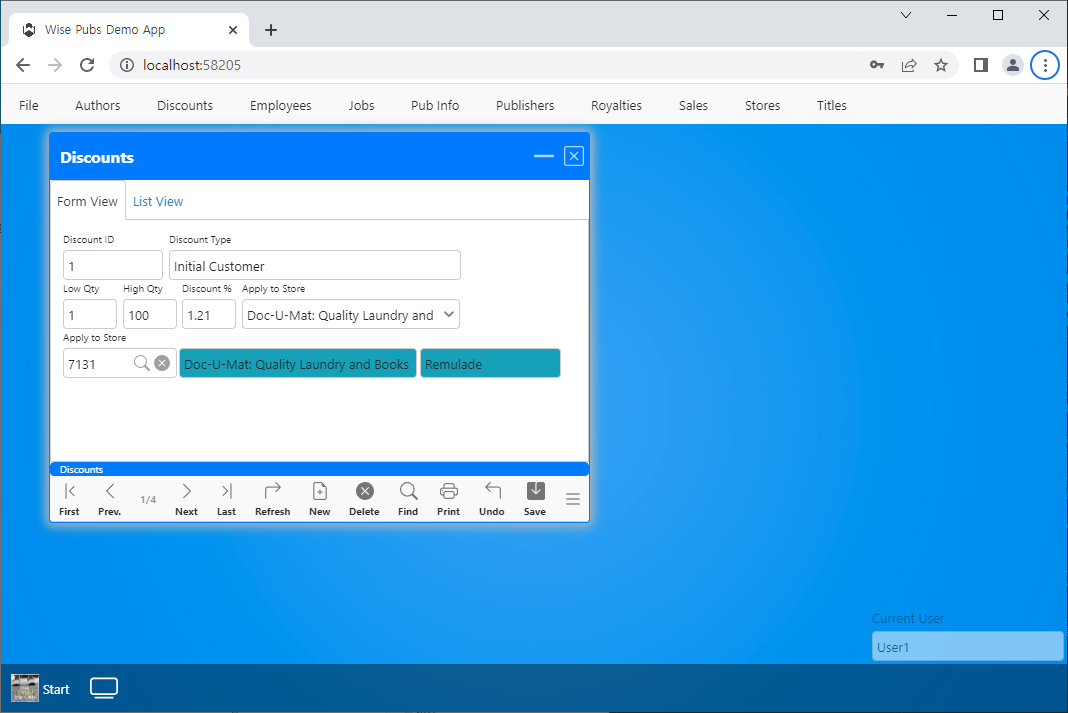 Wise Pubs Demo App
localhost:58205
File Authors Discounts Employees Jobs Pub Info Publishers Royalties Sales Stores Titles
Discounts
Form View List View
Discount ID Discount Type
1 Initial Customer
Low Qty High Qty Discount % Apply to Store
1 100 1.21 Doc-U-Mat: Quality Laundry and
Apply to Store
7131 Doc-U-Mat: Quality Laundry and Books Remulade
Discounts
1/4
First Prev. Next Last Refresh New Delete Find Print Undo Save
Current User
User1
Start